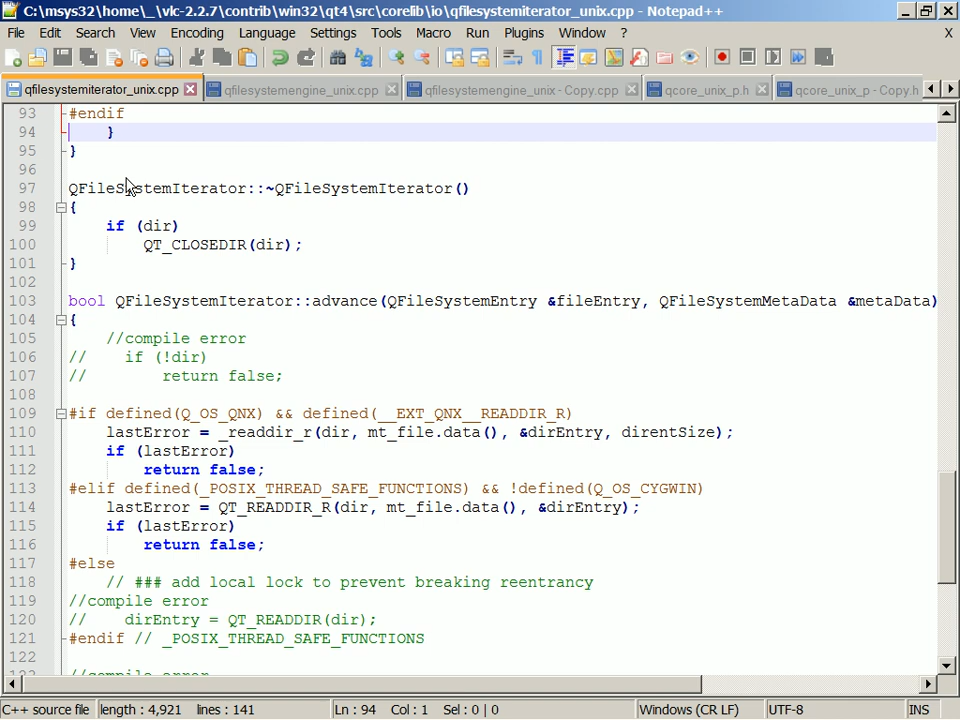 C:\msys32\home\_\vlc-2.2.7\contrib\win32\qt4\src\corelib\io\qfilesystemiterator_unix.cpp - Notepad++
File Edit Search View Encoding Language Settings Tools Macro Run Plugins Window ? X
qfilesystemiterator_unix.cpp qfilesystemengine_unix.cpp qfilesystemengine_unix - Copy.cpp qcore_unix_p.h qcore_unix_p - Copy.h
93 #endif
94 }
95 }
96
97 QFileSystemIterator::~QFileSystemIterator()
98 {
99 if (dir)
100 QT_CLOSEDIR(dir);
101 }
102
103 bool QFileSystemIterator::advance(QFileSystemEntry &fileEntry, QFileSystemMetaData &metaData)
104 {
105 //compile error
106 // if (!dir)
107 // return false;
108
109 #if defined(Q_OS_QNX) && defined(__EXT_QNX__READDIR_R)
110 lastError = _readdir_r(dir, mt_file.data(), &dirEntry, direntSize);
111 if (lastError)
112 return false;
113 #elif defined(_POSIX_THREAD_SAFE_FUNCTIONS) && !defined(Q_OS_CYGWIN)
114 lastError = QT_READDIR_R(dir, mt_file.data(), &dirEntry);
115 if (lastError)
116 return false;
117 #else
118 // ### add local lock to prevent breaking reentrancy
119 //compile error
120 // dirEntry = QT_READDIR(dir);
121 #endif // _POSIX_THREAD_SAFE_FUNCTIONS
122
123 //compile error
C++ source file length : 4,921 lines : 141 Ln : 94 Col : 1 Sel : 0 | 0 Windows (CR LF) UTF-8 INS